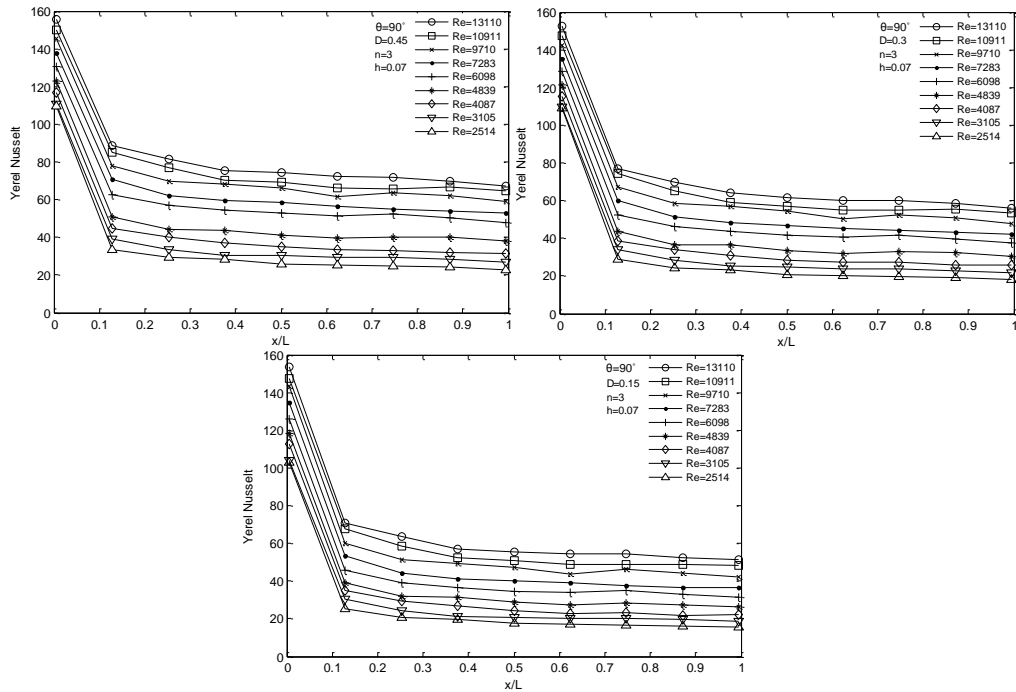 160
140
120
100
80
60
40
20
0
Yerel Nusselt
0 0.1 0.2 0.3 0.4 0.5 0.6 0.7 0.8 0.9 1
x/L
θ=90°
D=0.45
n=3
h=0.07
Re=13110
Re=10911
Re=9710
Re=7283
Re=6098
Re=4839
Re=4087
Re=3105
Re=2514
160
140
120
100
80
60
40
20
0
Yerel Nusselt
0 0.1 0.2 0.3 0.4 0.5 0.6 0.7 0.8 0.9 1
x/L
θ=90°
D=0.3
n=3
h=0.07
Re=13110
Re=10911
Re=9710
Re=7283
Re=6098
Re=4839
Re=4087
Re=3105
Re=2514
160
140
120
100
80
60
40
20
0
Yerel Nusselt
0 0.1 0.2 0.3 0.4 0.5 0.6 0.7 0.8 0.9 1
x/L
θ=90°
D=0.15
n=3
h=0.07
Re=13110
Re=10911
Re=9710
Re=7283
Re=6098
Re=4839
Re=4087
Re=3105
Re=2514